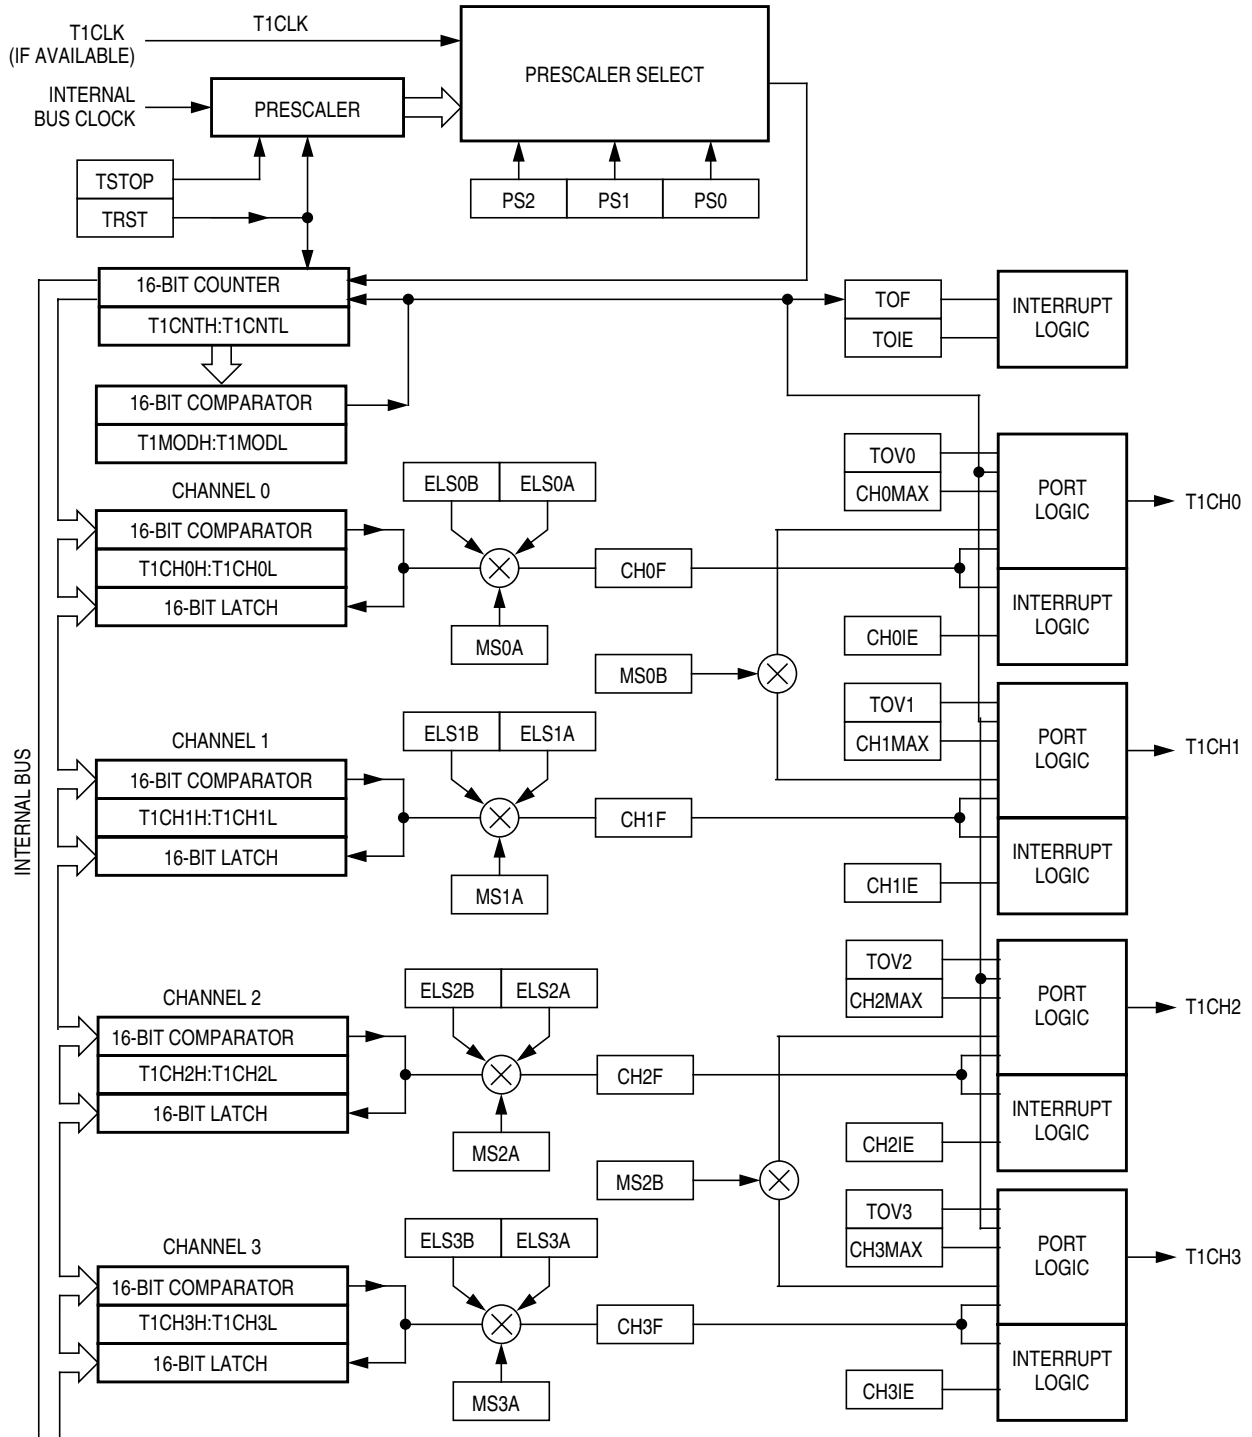 T1CLK
(IF AVAILABLE)
T1CLK
PRESCALER SELECT
INTERNAL
BUS CLOCK
PRESCALER
TSTOP
TRST
PS2
PS1
PS0
16-BIT COUNTER
T1CNTH:T1CNTL
TOF
TOIE
INTERRUPT
LOGIC
16-BIT COMPARATOR
T1MODH:T1MODL
INTERNAL BUS
CHANNEL 0
16-BIT COMPARATOR
T1CH0H:T1CH0L
16-BIT LATCH
ELS0B
ELS0A
MS0A
CH0F
MS0B
TOV0
CH0MAX
PORT
LOGIC
T1CH0
CH0IE
INTERRUPT
LOGIC
CHANNEL 1
16-BIT COMPARATOR
T1CH1H:T1CH1L
16-BIT LATCH
ELS1B
ELS1A
MS1A
CH1F
TOV1
CH1MAX
PORT
LOGIC
T1CH1
CH1IE
INTERRUPT
LOGIC
CHANNEL 2
16-BIT COMPARATOR
T1CH2H:T1CH2L
16-BIT LATCH
ELS2B
ELS2A
MS2A
CH2F
MS2B
TOV2
CH2MAX
PORT
LOGIC
T1CH2
CH2IE
INTERRUPT
LOGIC
CHANNEL 3
16-BIT COMPARATOR
T1CH3H:T1CH3L
16-BIT LATCH
ELS3B
ELS3A
MS3A
CH3F
TOV3
CH3MAX
PORT
LOGIC
T1CH3
CH3IE
INTERRUPT
LOGIC